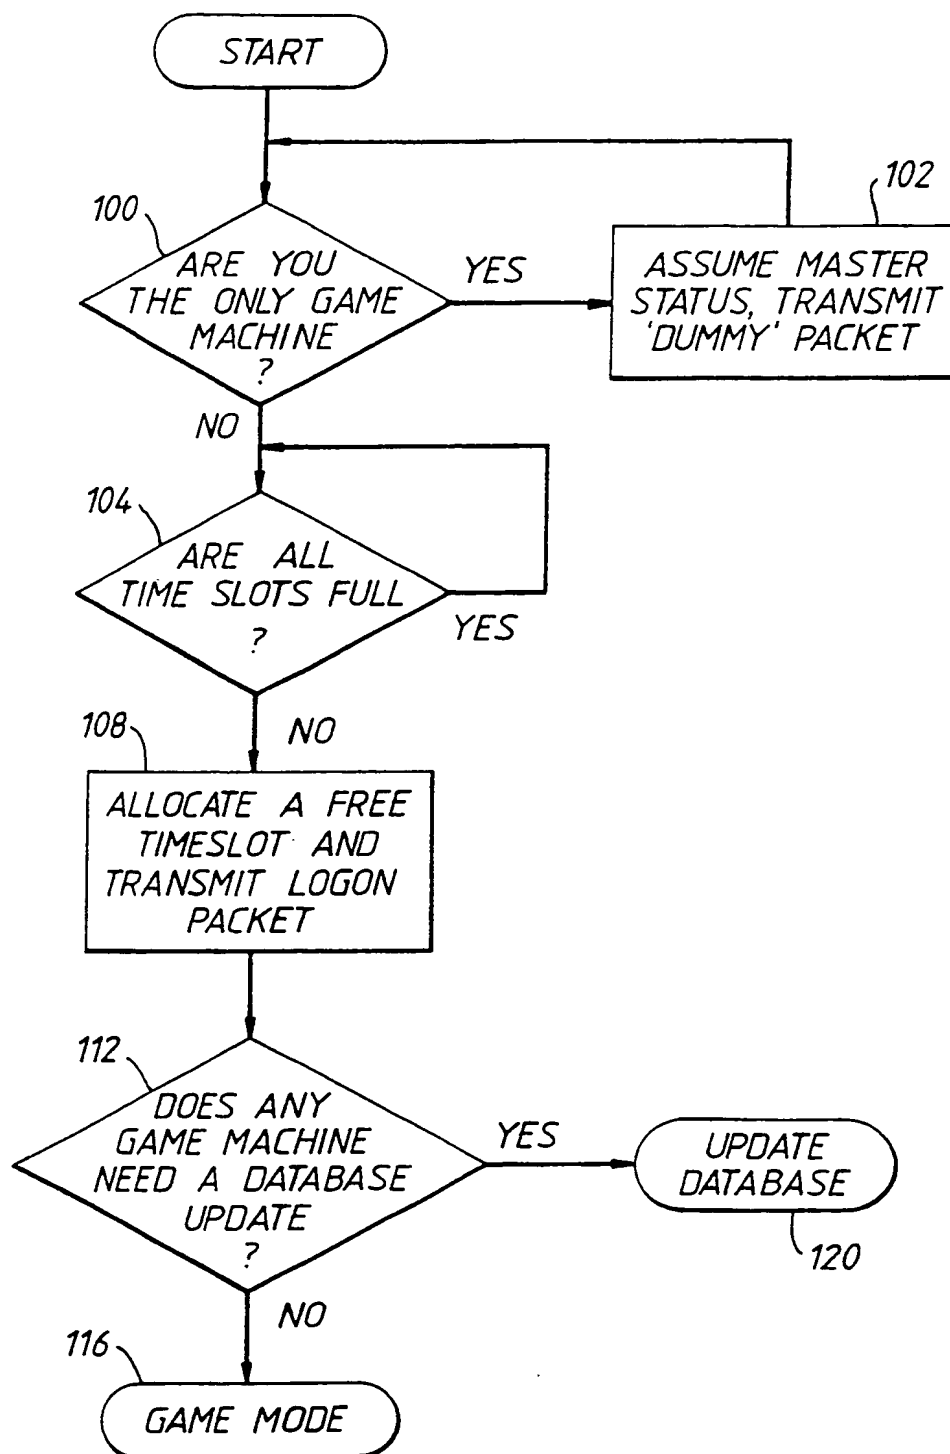 START
102
100
ARE YOU
THE ONLY GAME
MACHINE
?
YES
ASSUME MASTER
STATUS, TRANSMIT
'DUMMY' PACKET
NO
104
ARE ALL
TIME SLOTS FULL
?
YES
NO
108
ALLOCATE A FREE
TIMESLOT AND
TRANSMIT LOGON
PACKET
112
DOES ANY
GAME MACHINE
NEED A DATABASE
UPDATE
?
YES
UPDATE
DATABASE
120
NO
116
GAME MODE